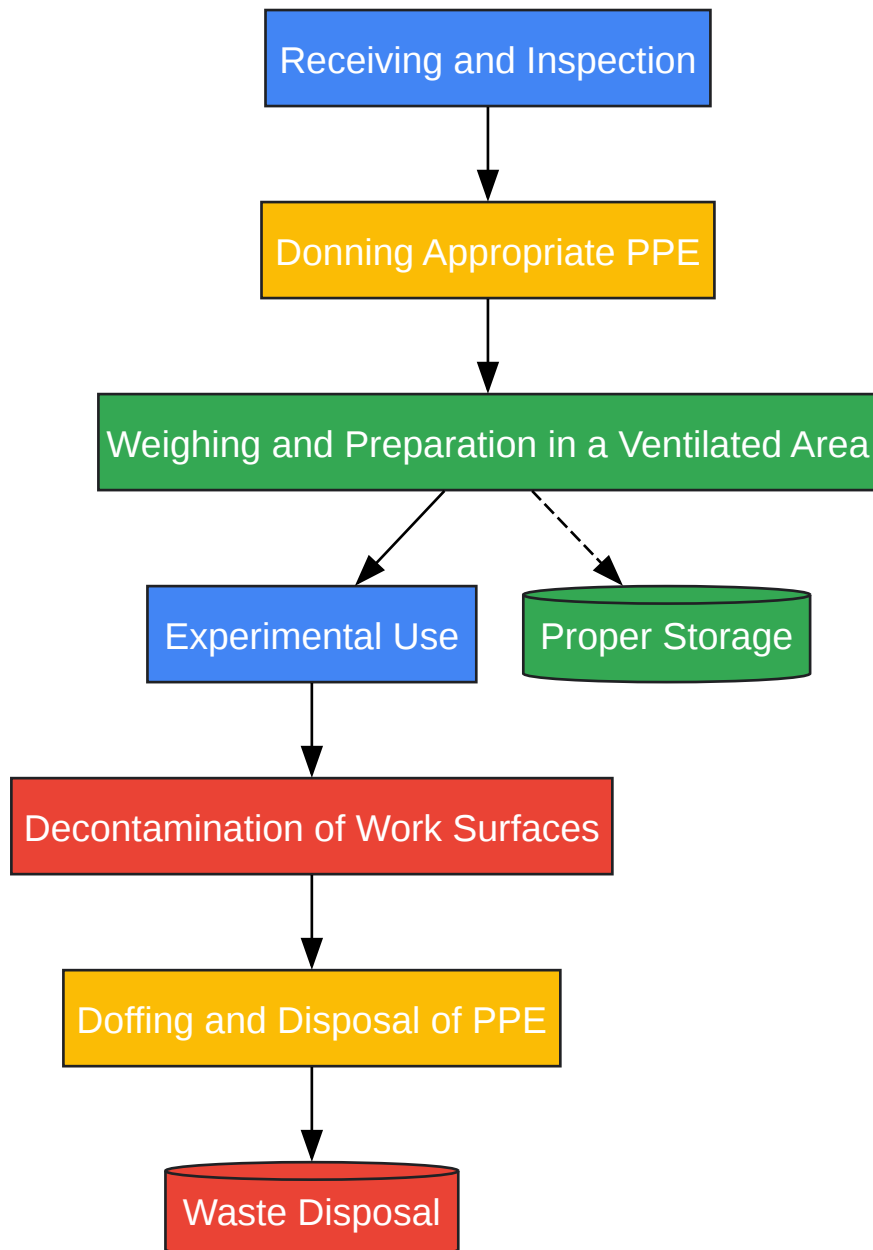 Receiving and Inspection
Donning Appropriate PPE
Weighing and Preparation in a Ventilated Area
Experimental Use
Proper Storage
Decontamination of Work Surfaces
Doffing and Disposal of PPE
Waste Disposal